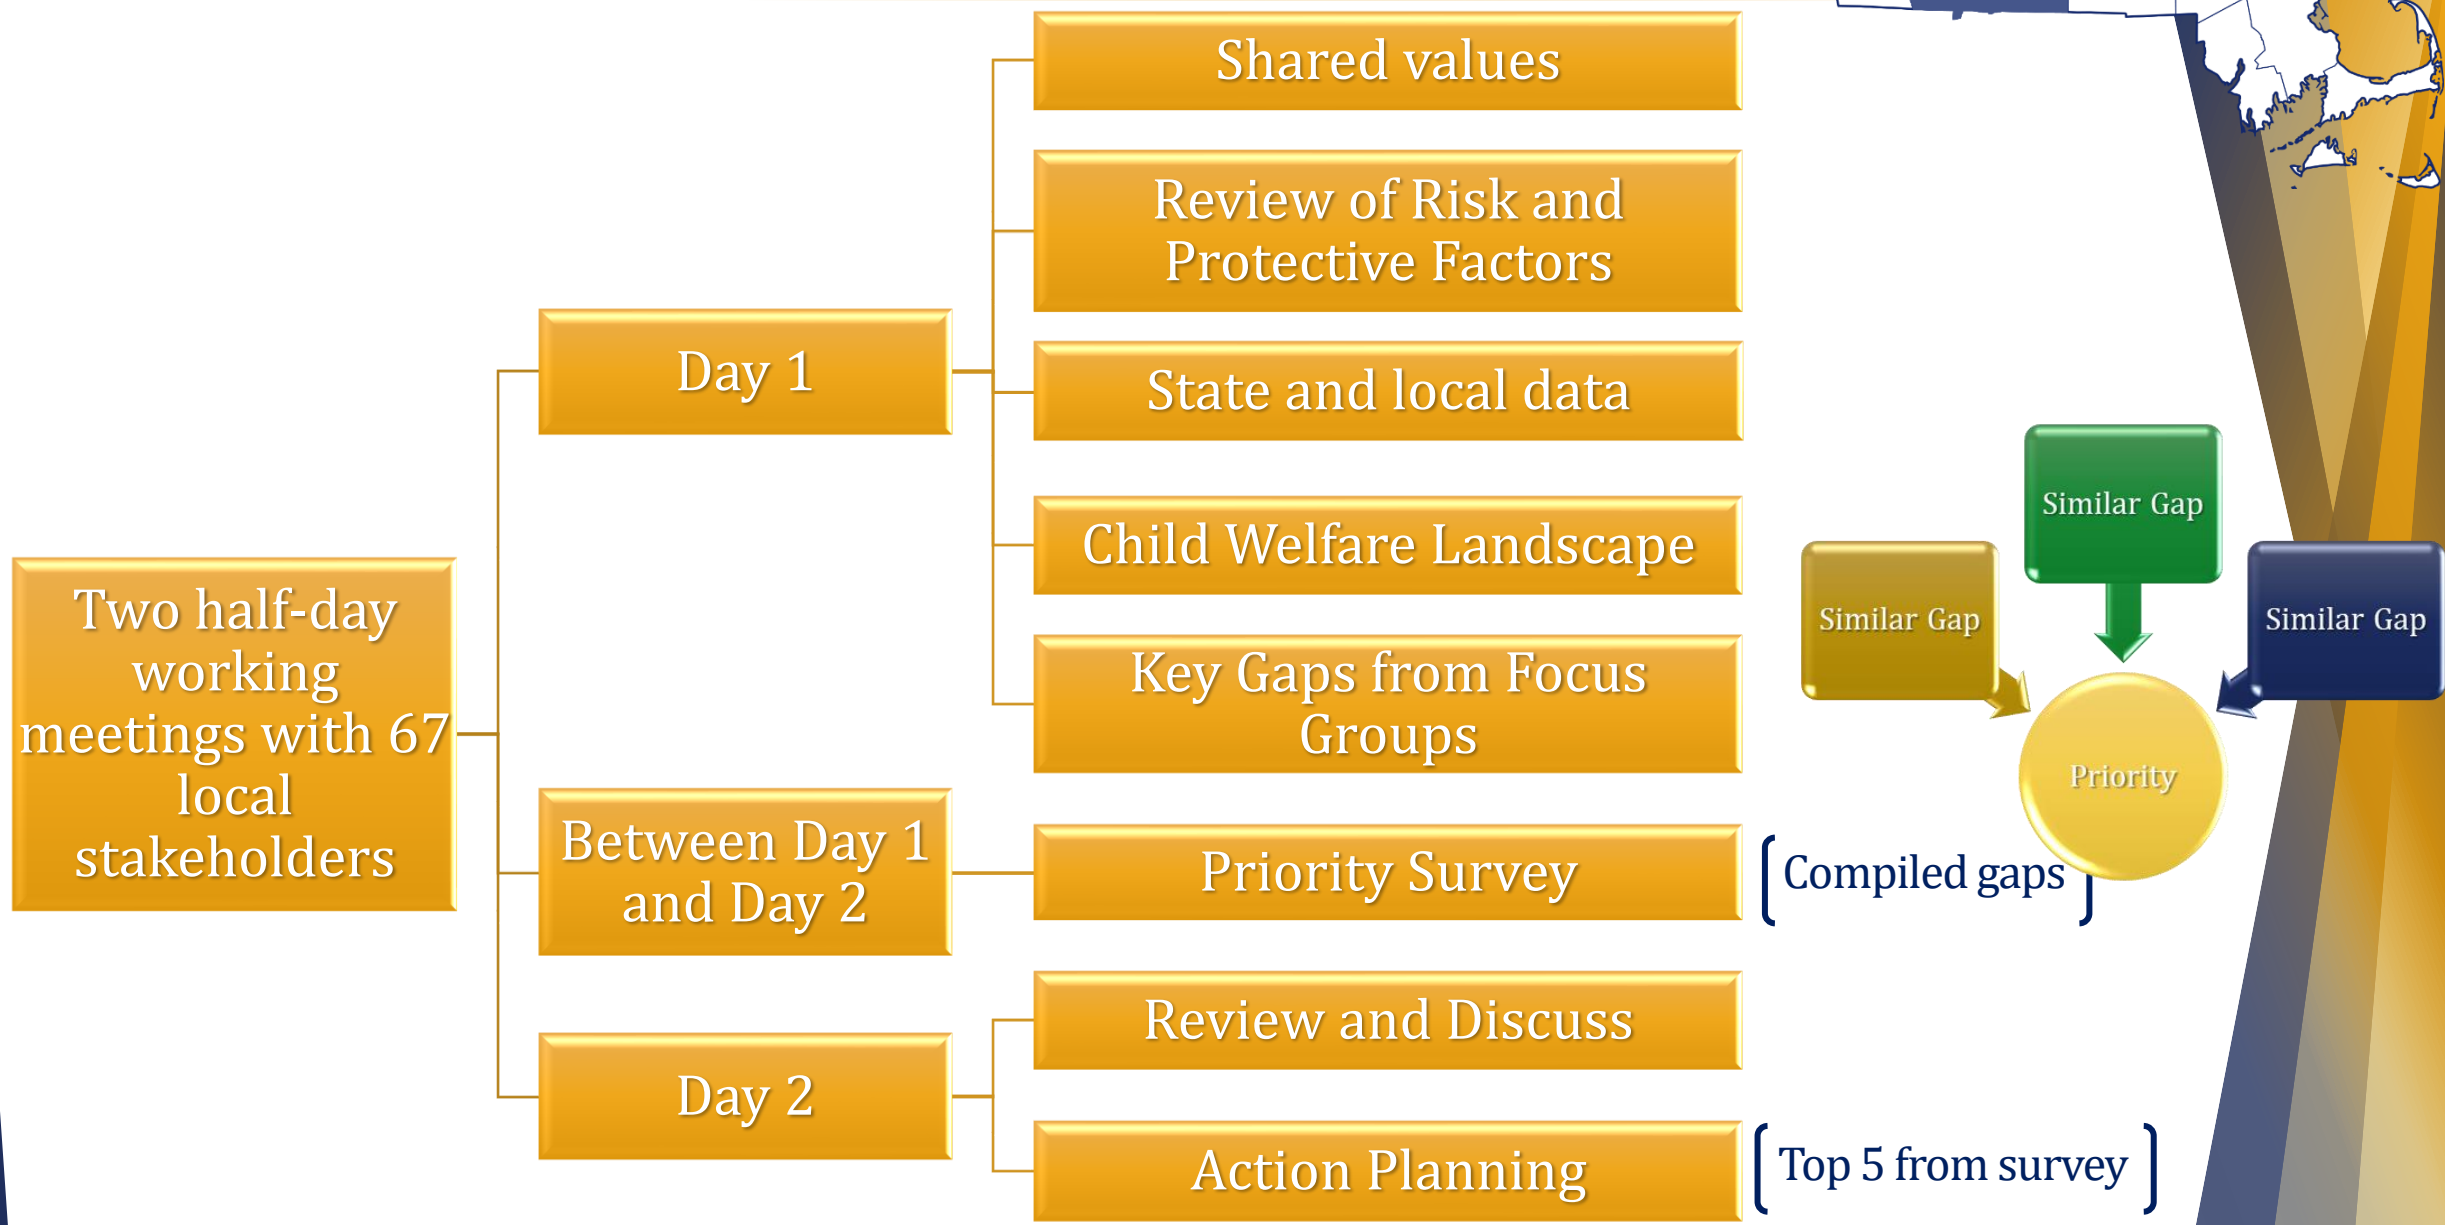 Two half-day
working
meetings with 67
local
stakeholders
Day 1
Shared values
Review of Risk and
Protective Factors
State and local data
Child Welfare Landscape
Key Gaps from Focus
Groups
Between Day 1
and Day 2
Priority Survey
Compiled gaps
Similar Gap
Similar Gap
Similar Gap
Priority
Day 2
Review and Discuss
Action Planning
Top 5 from survey